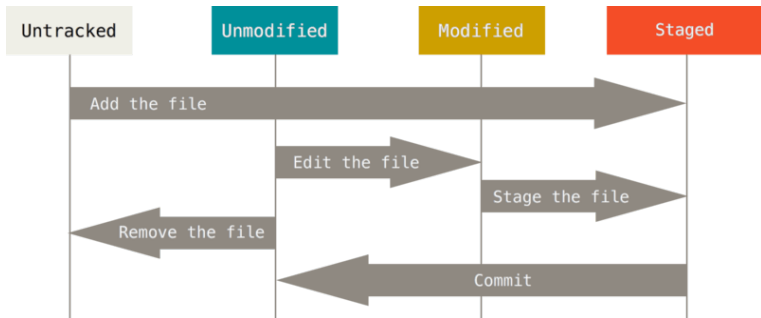 Untracked
Unmodified
Modified
Staged
Add the file
Edit the file
Stage the file
Remove the file
Commit